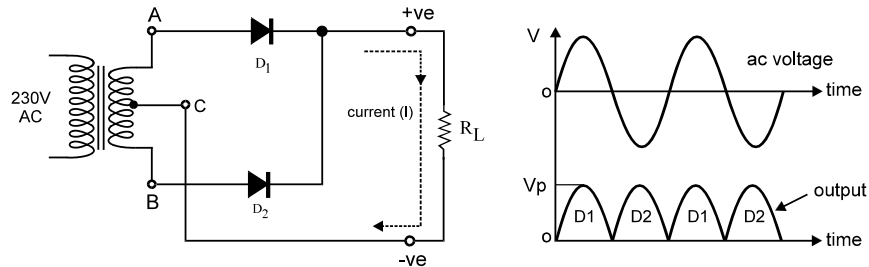 A
+ve
D1
230V
AC
C
current (I)
RL
B
D2
-ve
V
ac voltage
o
time
Vp
output
D1
D2
D1
D2
o
time